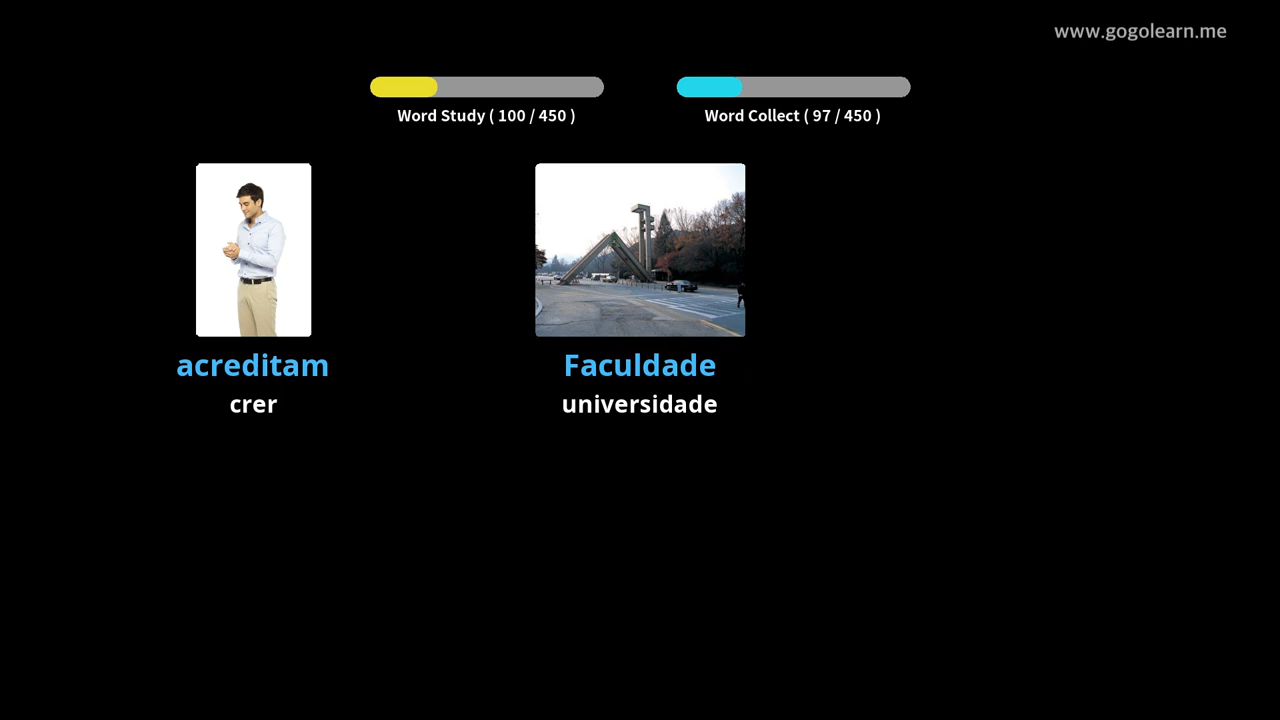 www.gogolearn.me
Word Study ( 100 / 450 )
Word Collect ( 97 / 450 )
acreditam
crer
Faculdade
universidade